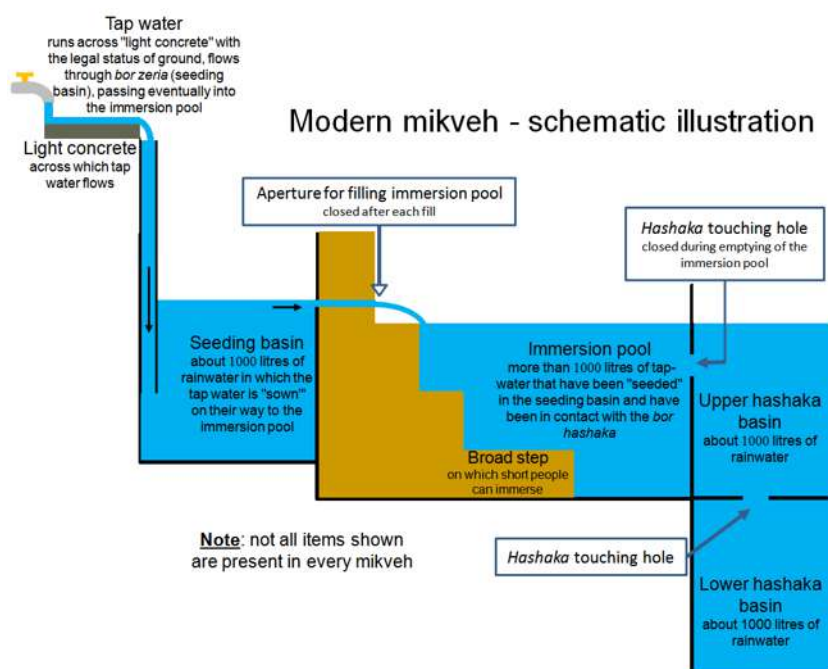 Tap water
runs across "light concrete" with
the legal status of ground, flows
through bor zeria (seeding
basin), passing eventually into
the immersion pool
Modern mikveh - schematic illustration
Light concrete
across which tap
water flows
Aperture for filling immersion pool
closed after each fill
Hashaka touching hole
closed during emptying of the
immersion pool
Seeding basin
about 1000 litres of
rainwater in which the
tap water is "sown"'
on their way to the
immersion pool
Immersion pool
more than 1000 litres of tap-
water that have been "seeded"
in the seeding basin and have
been in contact with the bor
hashaka
Upper hashaka
basin
about 1000 litres of
rainwater
Broad step
on which short people
can immerse
Note: not all items shown
are present in every mikveh
Hashaka touching hole
Lower hashaka
basin
about 1000 litres of
rainwater